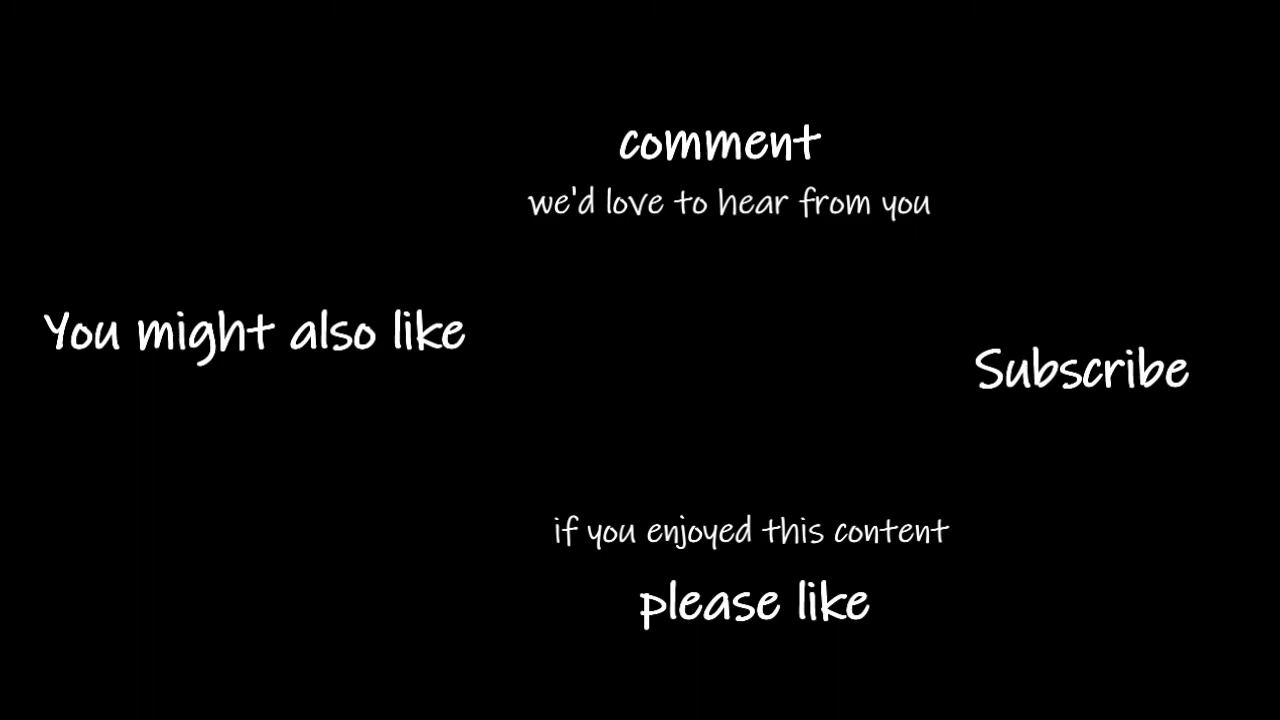 comment
we'd love to hear from you
You might also like
Subscribe
if you enjoyed this content
please like